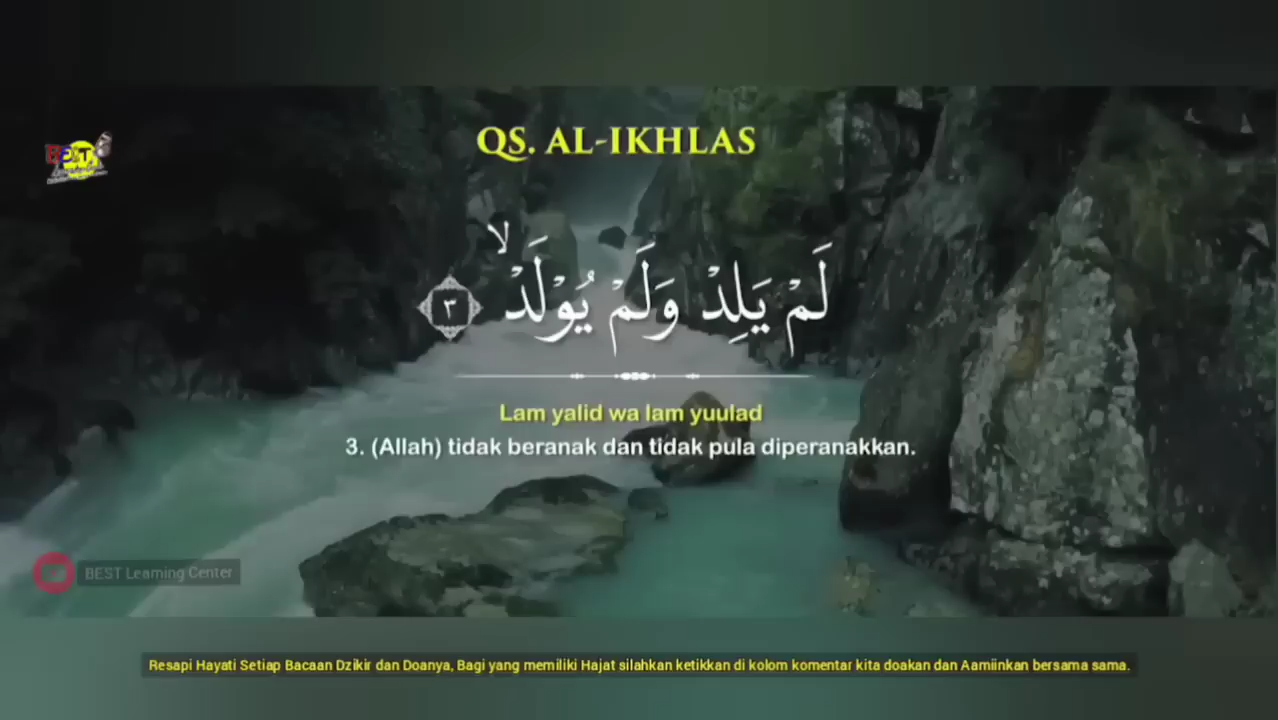 QS. AL-IKHLAS
لَمْ يَلِدْ وَلَمْ يُوْلَدْۙ ٣
Lam yalid wa lam yuulad
3. (Allah) tidak beranak dan tidak pula diperanakkan.
BEST Learning Center
Resapi Hayati Setiap Bacaan Dzikir dan Doanya, Bagi yang memiliki Hajat silahkan ketikkan di kolom komentar kita doakan dan Aamiinkan bersama sama.